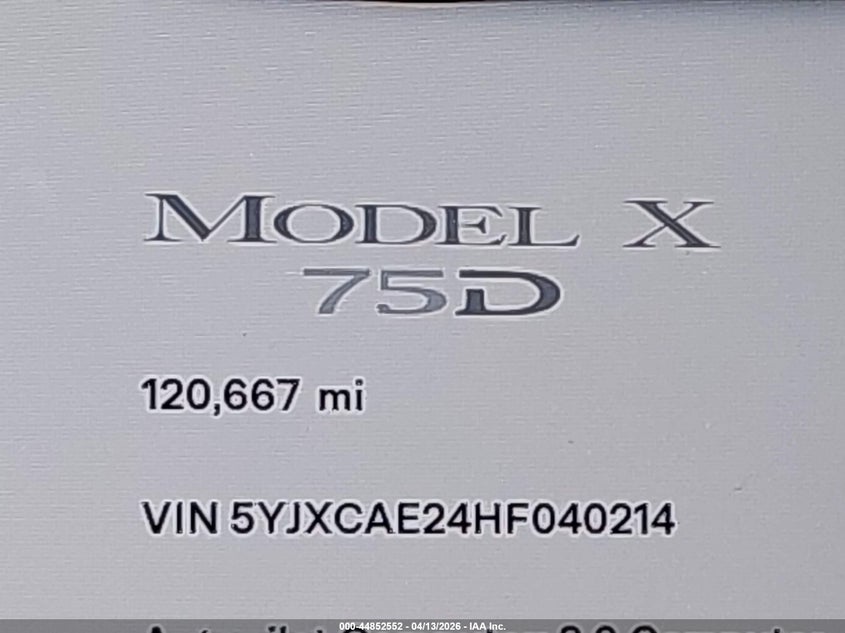 MODEL X
75D
120,667 mi
VIN 5YJXCAE24HF040214
000-44852552 - 04/13/2026 - IAA Inc.